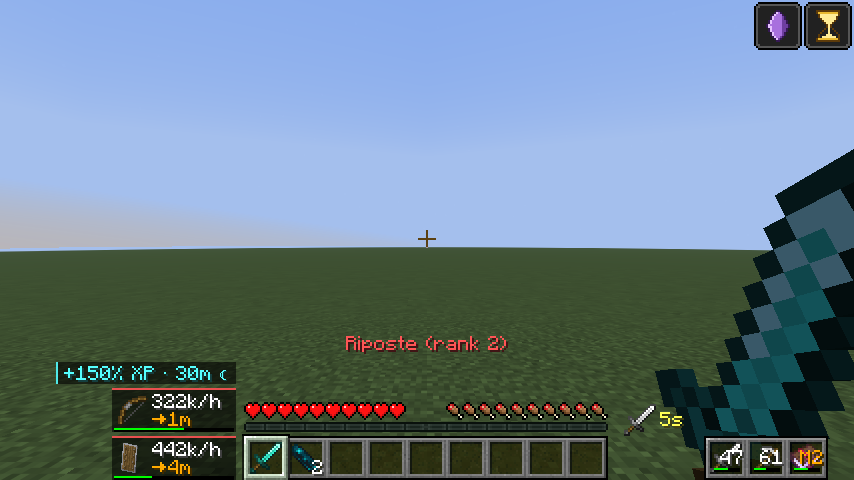 Riposte (rank 2)
+150% XP · 30m
322k/h
→1m
442k/h
→4m
2
5s
47
61
M2